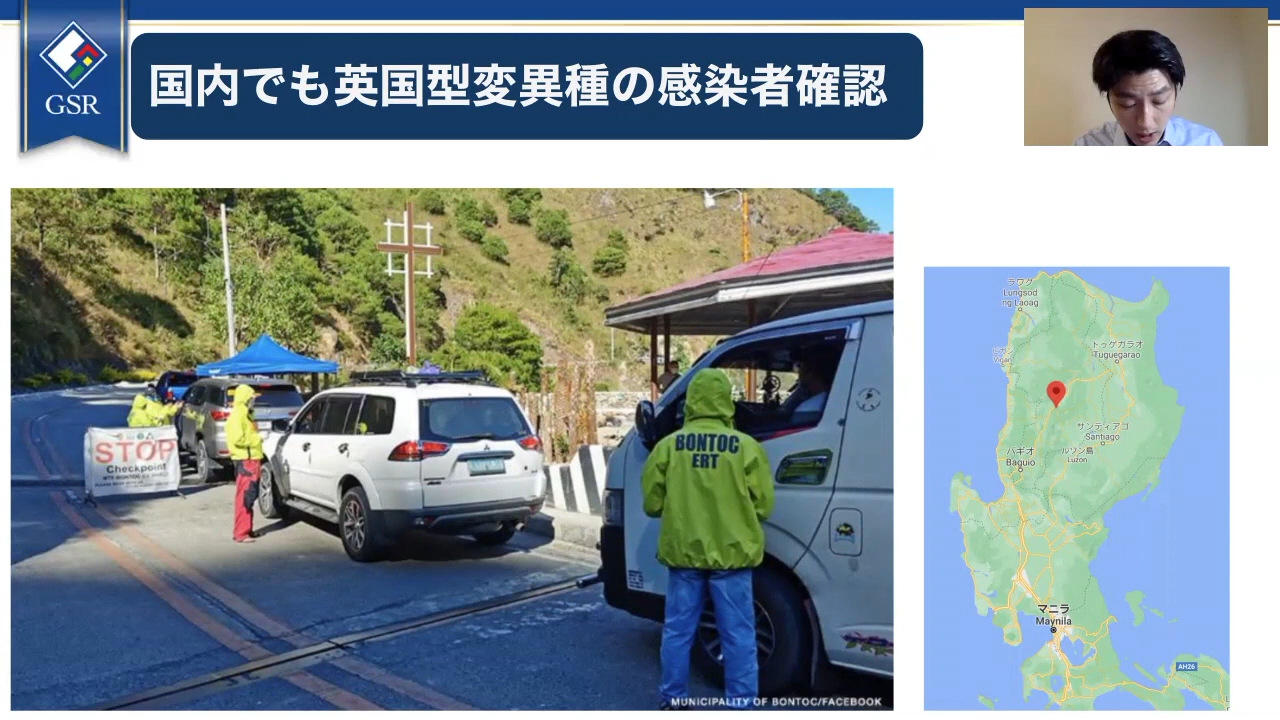 GSR
国内でも英国型変異種の感染者確認
STOP
Checkpoint
BONTOC
ERT
MUNICIPALITY OF BONTOC/FACEBOOK
ラワグ
Lungsod
ng Laoag
トゥゲガラオ
Tuguegarao
サンティアゴ
Santiago
バギオ
Baguio
ルソン島
Luzon
マニラ
Maynila
AH26